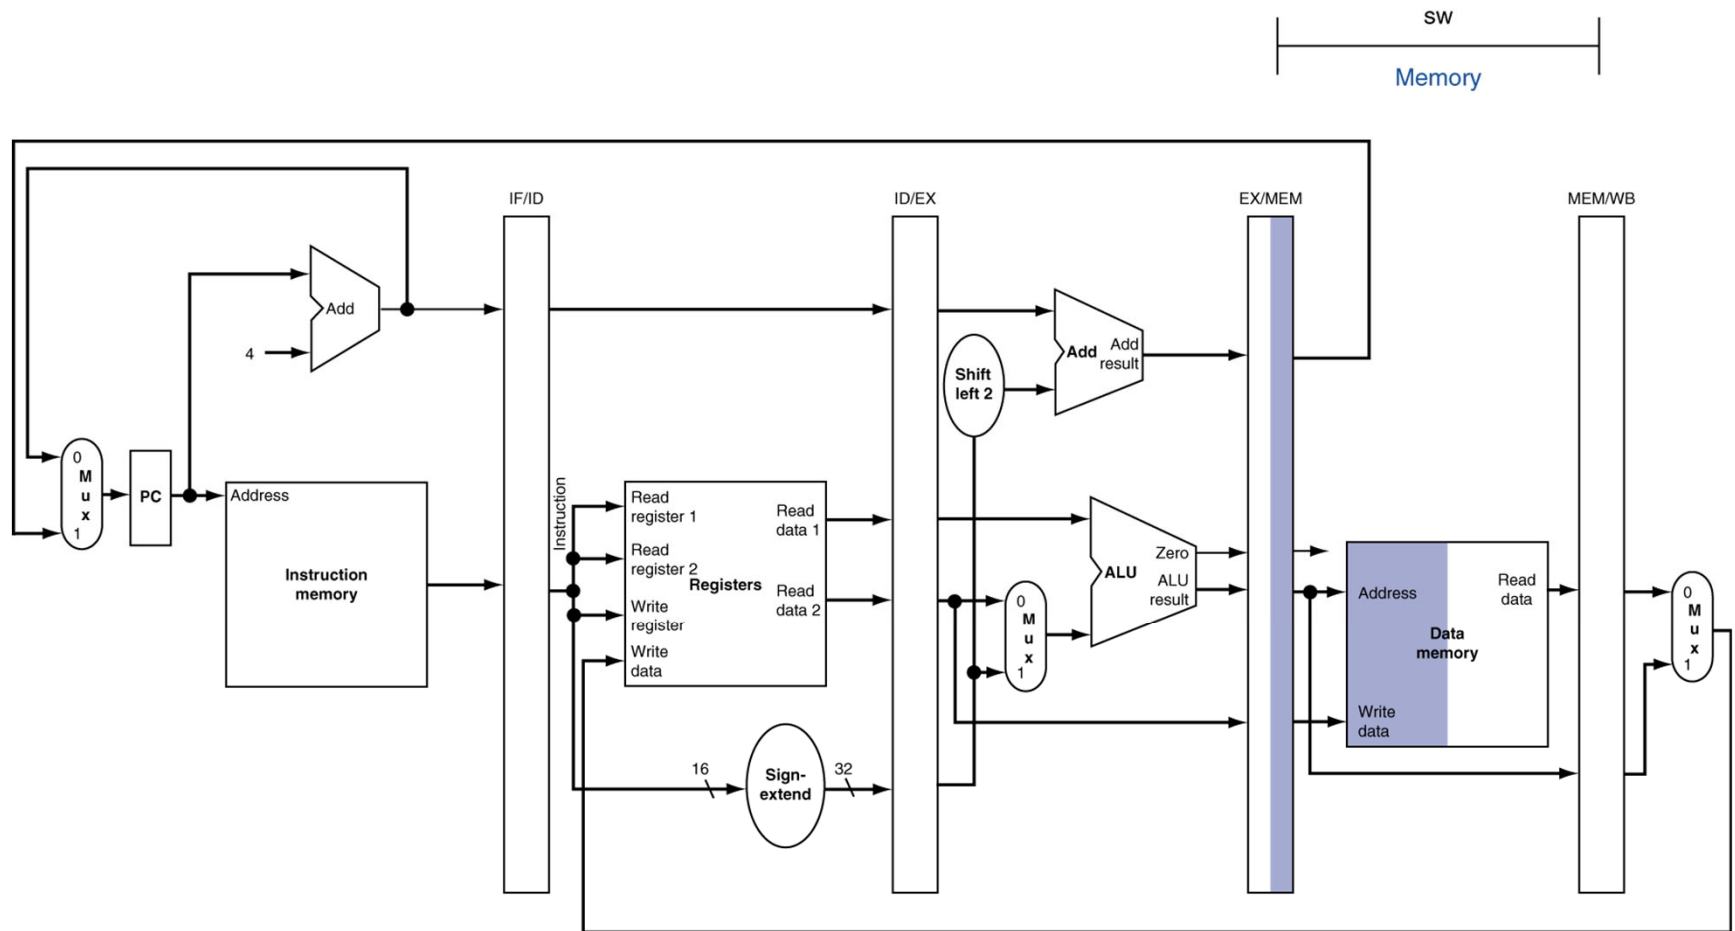 SW
Memory
IF/ID
ID/EX
EX/MEM
MEM/WB
Add
4
Shift
left 2
Add
Add
result
0
M
u
x
1
PC
Address
Instruction
memory
Instruction
Read
register 1
Read
register 2
Write
register
Write
data
Registers
Read
data 1
Read
data 2
16
Sign-
extend
32
0
M
u
x
1
ALU
Zero
ALU
result
Address
Write
data
Data
memory
Read
data
0
M
u
x
1